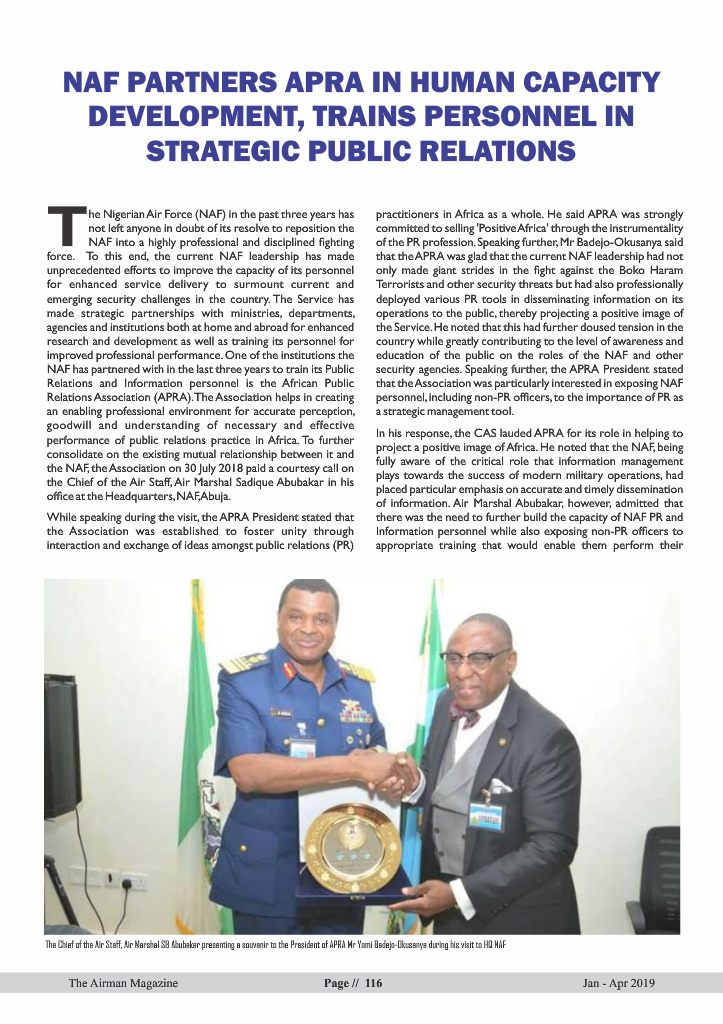 NAF PARTNERS APRA IN HUMAN CAPACITY
DEVELOPMENT, TRAINS PERSONNEL IN
STRATEGIC PUBLIC RELATIONS
The Nigerian Air Force (NAF) in the past three years has
not left anyone in doubt of its resolve to reposition the
NAF into a highly professional and disciplined fighting
force. To this end, the current NAF leadership has made
unprecedented efforts to improve the capacity of its personnel
for enhanced service delivery to surmount current and
emerging security challenges in the country. The Service has
made strategic partnerships with ministries, departments,
agencies and institutions both at home and abroad for enhanced
research and development as well as training its personnel for
improved professional performance. One of the institutions the
NAF has partnered with in the last three years to train its Public
Relations and Information personnel is the African Public
Relations Association (APRA). The Association helps in creating
an enabling professional environment for accurate perception,
goodwill and understanding of necessary and effective
performance of public relations practice in Africa. To further
consolidate on the existing mutual relationship between it and
the NAF, the Association on 30 July 2018 paid a courtesy call on
the Chief of the Air Staff, Air Marshal Sadique Abubakar in his
office at the Headquarters, NAF, Abuja.
While speaking during the visit, the APRA President stated that
the Association was established to foster unity through
interaction and exchange of ideas amongst public relations (PR)
practitioners in Africa as a whole. He said APRA was strongly
committed to selling 'Positive Africa' through the instrumentality
of the PR profession. Speaking further, Mr Badejo-Okusanya said
that the APRA was glad that the current NAF leadership had not
only made giant strides in the fight against the Boko Haram
Terrorists and other security threats but had also professionally
deployed various PR tools in disseminating information on its
operations to the public, thereby projecting a positive image of
the Service. He noted that this had further doused tension in the
country while greatly contributing to the level of awareness and
education of the public on the roles of the NAF and other
security agencies. Speaking further, the APRA President stated
that the Association was particularly interested in exposing NAF
personnel, including non-PR officers, to the importance of PR as
a strategic management tool.
In his response, the CAS lauded APRA for its role in helping to
project a positive image of Africa. He noted that the NAF, being
fully aware of the critical role that information management
plays towards the success of modern military operations, had
placed particular emphasis on accurate and timely dissemination
of information. Air Marshal Abubakar, however, admitted that
there was the need to further build the capacity of NAF PR and
Information personnel while also exposing non-PR officers to
appropriate training that would enable them perform their
The Chief of the Air Staff, Air Marshal SB Abubakar presenting a souvenir to the President of APRA Mr Yomi Badejo-Okusanya during his visit to HQ NAF
The Airman Magazine
Page // 116
Jan - Apr 2019